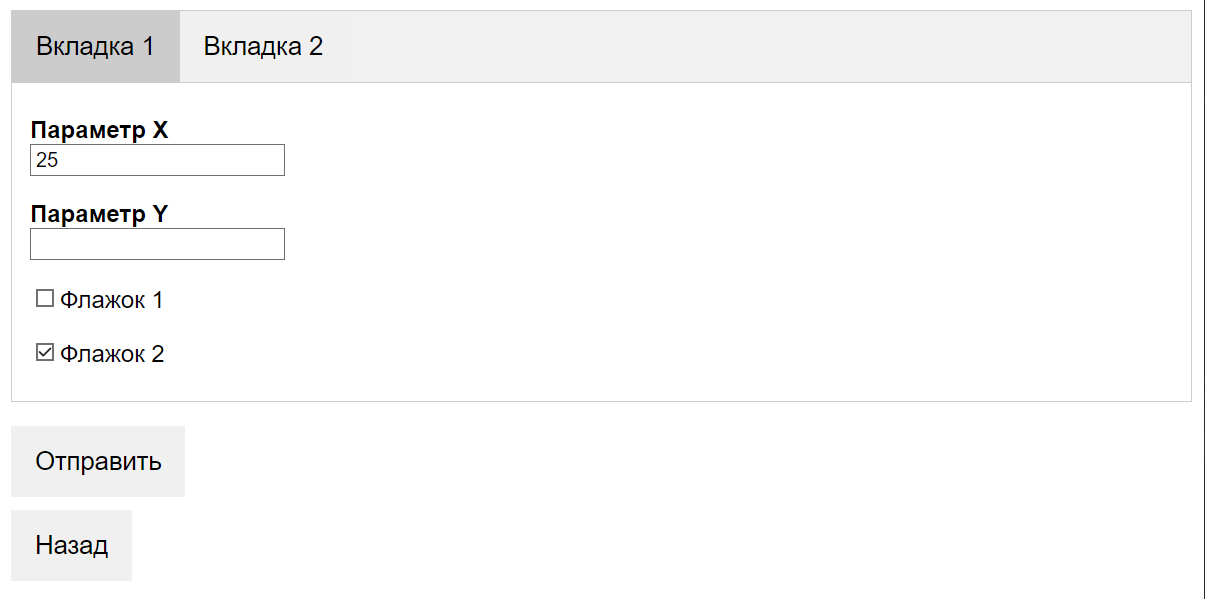 Вкладка 1 Вкладка 2
Параметр X
25
Параметр Y
Флажок 1
Флажок 2
Отправить
Назад